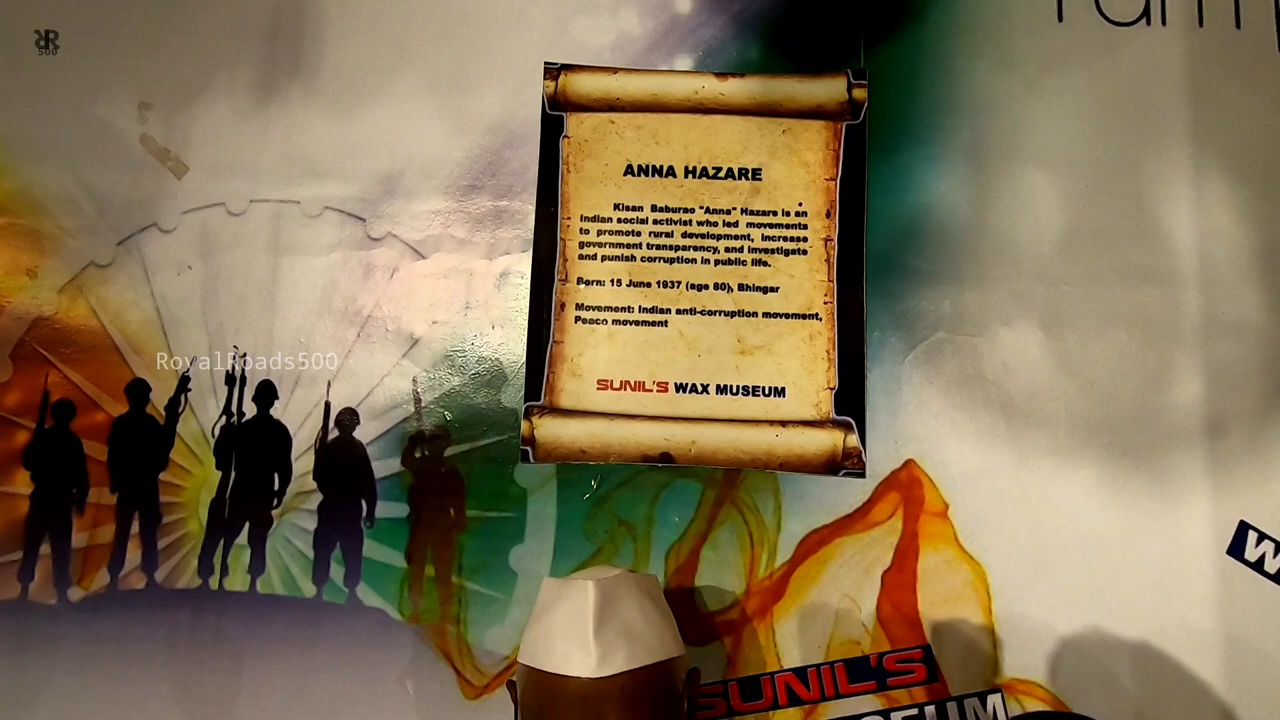 RR
500
ANNA HAZARE
Kisan Baburao "Anna" Hazare is an
Indian social activist who led movements
to promote rural development, increase
government transparency, and investigate
and punish corruption in public life.
Born: 15 June 1937 (age 80), Bhingar
Movement: Indian anti-corruption movement,
Peace movement
SUNIL'S WAX MUSEUM
RoyalRoads500
SUNIL'S